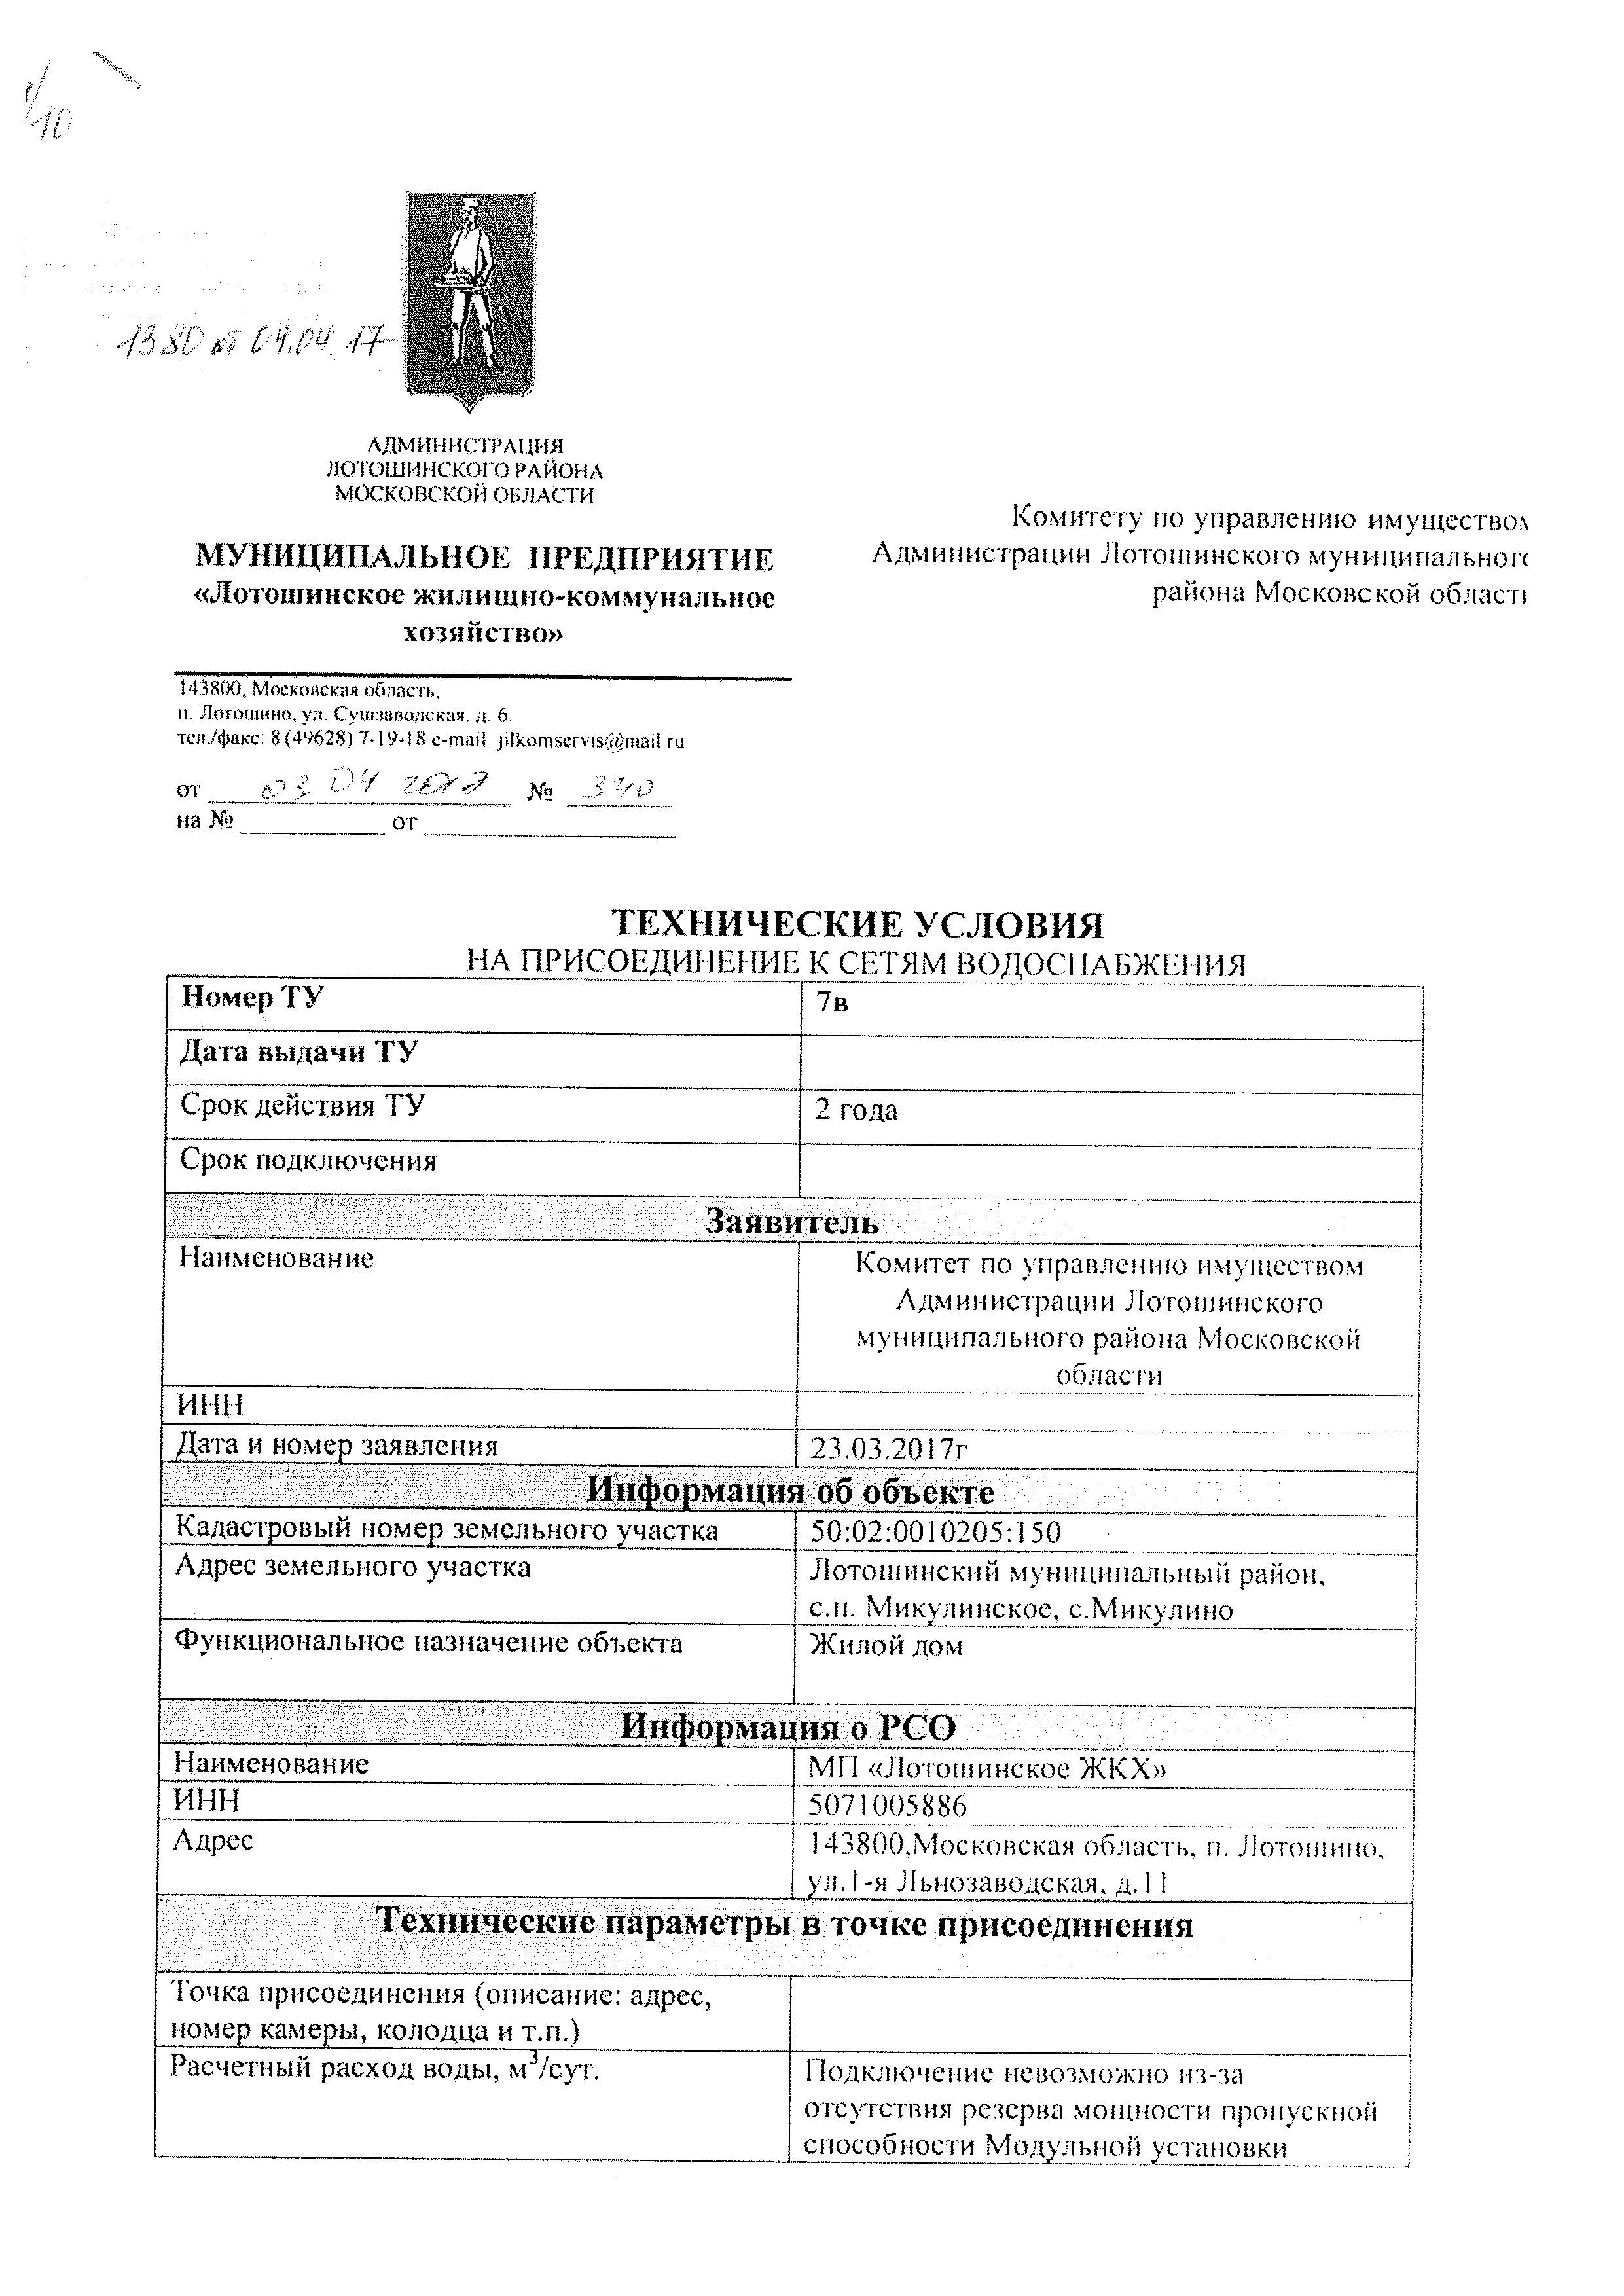 1/10
1380 от 04.04.17
АДМИНИСТРАЦИЯ
ЛОТОШИНСКОГО РАЙОНА
МОСКОВСКОЙ ОБЛАСТИ
МУНИЦИПАЛЬНОЕ ПРЕДПРИЯТИЕ
«Лотошинское жилищно-коммунальное
хозяйство»
Комитету по управлению имуществом
Администрации Лотошинского муниципального
района Московской области
143800, Московская область,
п. Лотошино, ул. Сушзаводская, д. 6.
тел./факс: 8 (49628) 7-19-18 e-mail: jilkomservis@mail.ru
от 03 04 2017 № 340
на № ____________ от ____________
ТЕХНИЧЕСКИЕ УСЛОВИЯ
НА ПРИСОЕДИНЕНИЕ К СЕТЯМ ВОДОСНАБЖЕНИЯ
Номер ТУ 7в
Дата выдачи ТУ
Срок действия ТУ 2 года
Срок подключения
Заявитель
Наименование Комитет по управлению имуществом
Администрации Лотошинского
муниципального района Московской
области
ИНН
Дата и номер заявления 23.03.2017г
Информация об объекте
Кадастровый номер земельного участка 50:02:0010205:150
Адрес земельного участка Лотошинский муниципальный район,
с.п. Микулинское, с.Микулино
Функциональное назначение объекта Жилой дом
Информация о РСО
Наименование МП «Лотошинское ЖКХ»
ИНН 5071005886
Адрес 143800,Московская область, п. Лотошино,
ул.1-я Льнозаводская, д.11
Технические параметры в точке присоединения
Точка присоединения (описание: адрес,
номер камеры, колодца и т.п.)
Расчетный расход воды, м³/сут. Подключение невозможно из-за
отсутствия резерва мощности пропускной
способности Модульной установки